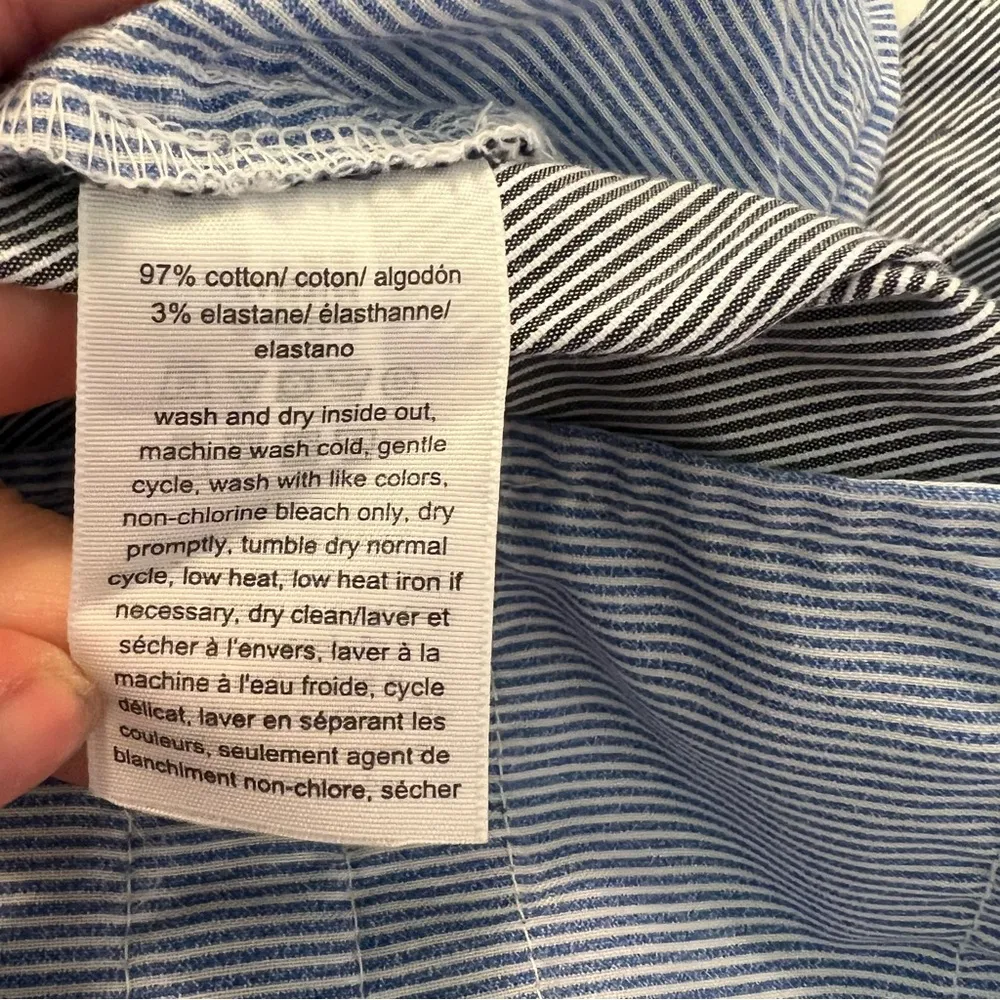 97% cotton/ coton/ algodón
3% elastane/ élasthanne/
elastano
wash and dry inside out,
machine wash cold, gentle
cycle, wash with like colors,
non-chlorine bleach only, dry
promptly, tumble dry normal
cycle, low heat, low heat iron if
necessary, dry clean/laver et
sécher à l'envers, laver à la
machine à l'eau froide, cycle
délicat, laver en séparant les
couleurs, seulement agent de
blanchiment non-chlore, sécher